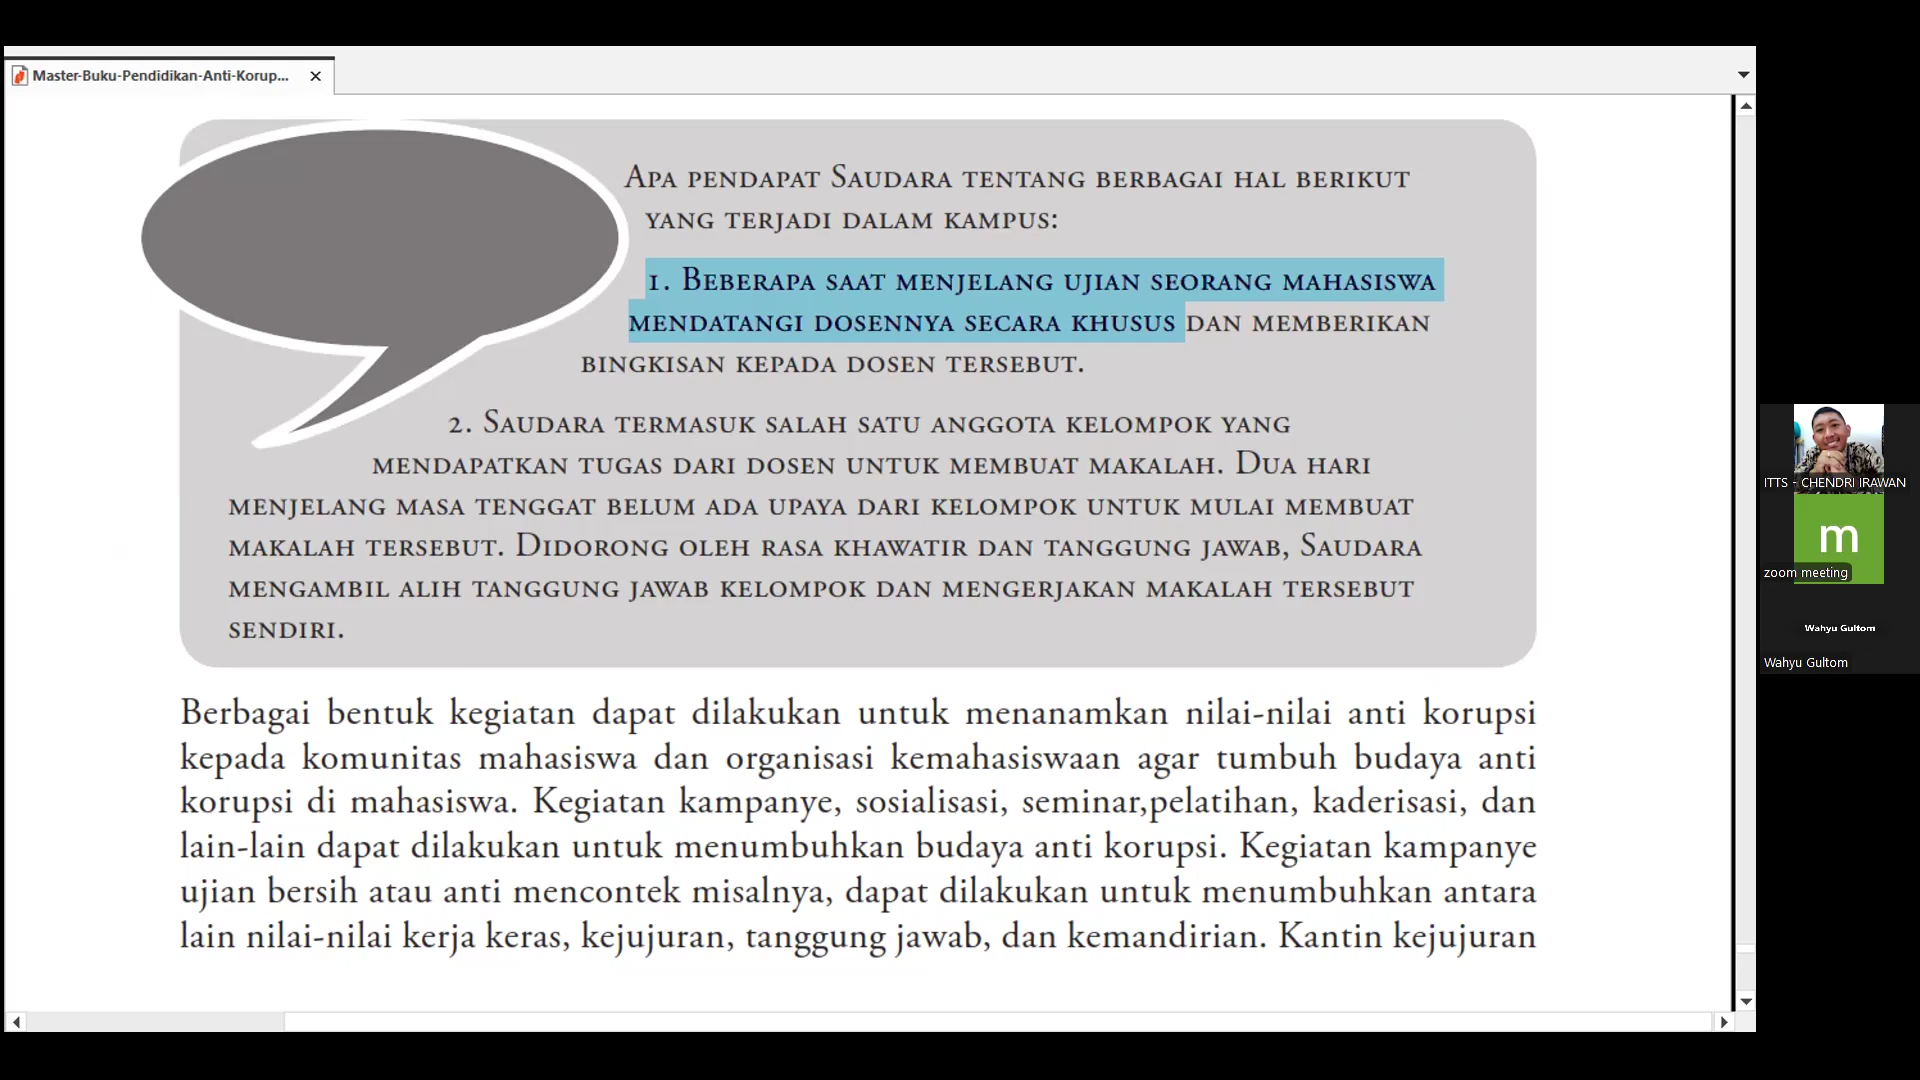 Master-Buku-Pendidikan-Anti-Korup...
Apa pendapat Saudara tentang berbagai hal berikut
yang terjadi dalam kampus:
1. Beberapa saat menjelang ujian seorang mahasiswa
mendatangi dosennya secara khusus dan memberikan
bingkisan kepada dosen tersebut.
2. Saudara termasuk salah satu anggota kelompok yang
mendapatkan tugas dari dosen untuk membuat makalah. Dua hari
menjelang masa tenggat belum ada upaya dari kelompok untuk mulai membuat
makalah tersebut. Didorong oleh rasa khawatir dan tanggung jawab, Saudara
mengambil alih tanggung jawab kelompok dan mengerjakan makalah tersebut
sendiri.
Berbagai bentuk kegiatan dapat dilakukan untuk menanamkan nilai-nilai anti korupsi
kepada komunitas mahasiswa dan organisasi kemahasiswaan agar tumbuh budaya anti
korupsi di mahasiswa. Kegiatan kampanye, sosialisasi, seminar,pelatihan, kaderisasi, dan
lain-lain dapat dilakukan untuk menumbuhkan budaya anti korupsi. Kegiatan kampanye
ujian bersih atau anti mencontek misalnya, dapat dilakukan untuk menumbuhkan antara
lain nilai-nilai kerja keras, kejujuran, tanggung jawab, dan kemandirian. Kantin kejujuran
ITTS - CHENDRI IRAWAN
m
zoom meeting
Wahyu Gultom
Wahyu Gultom